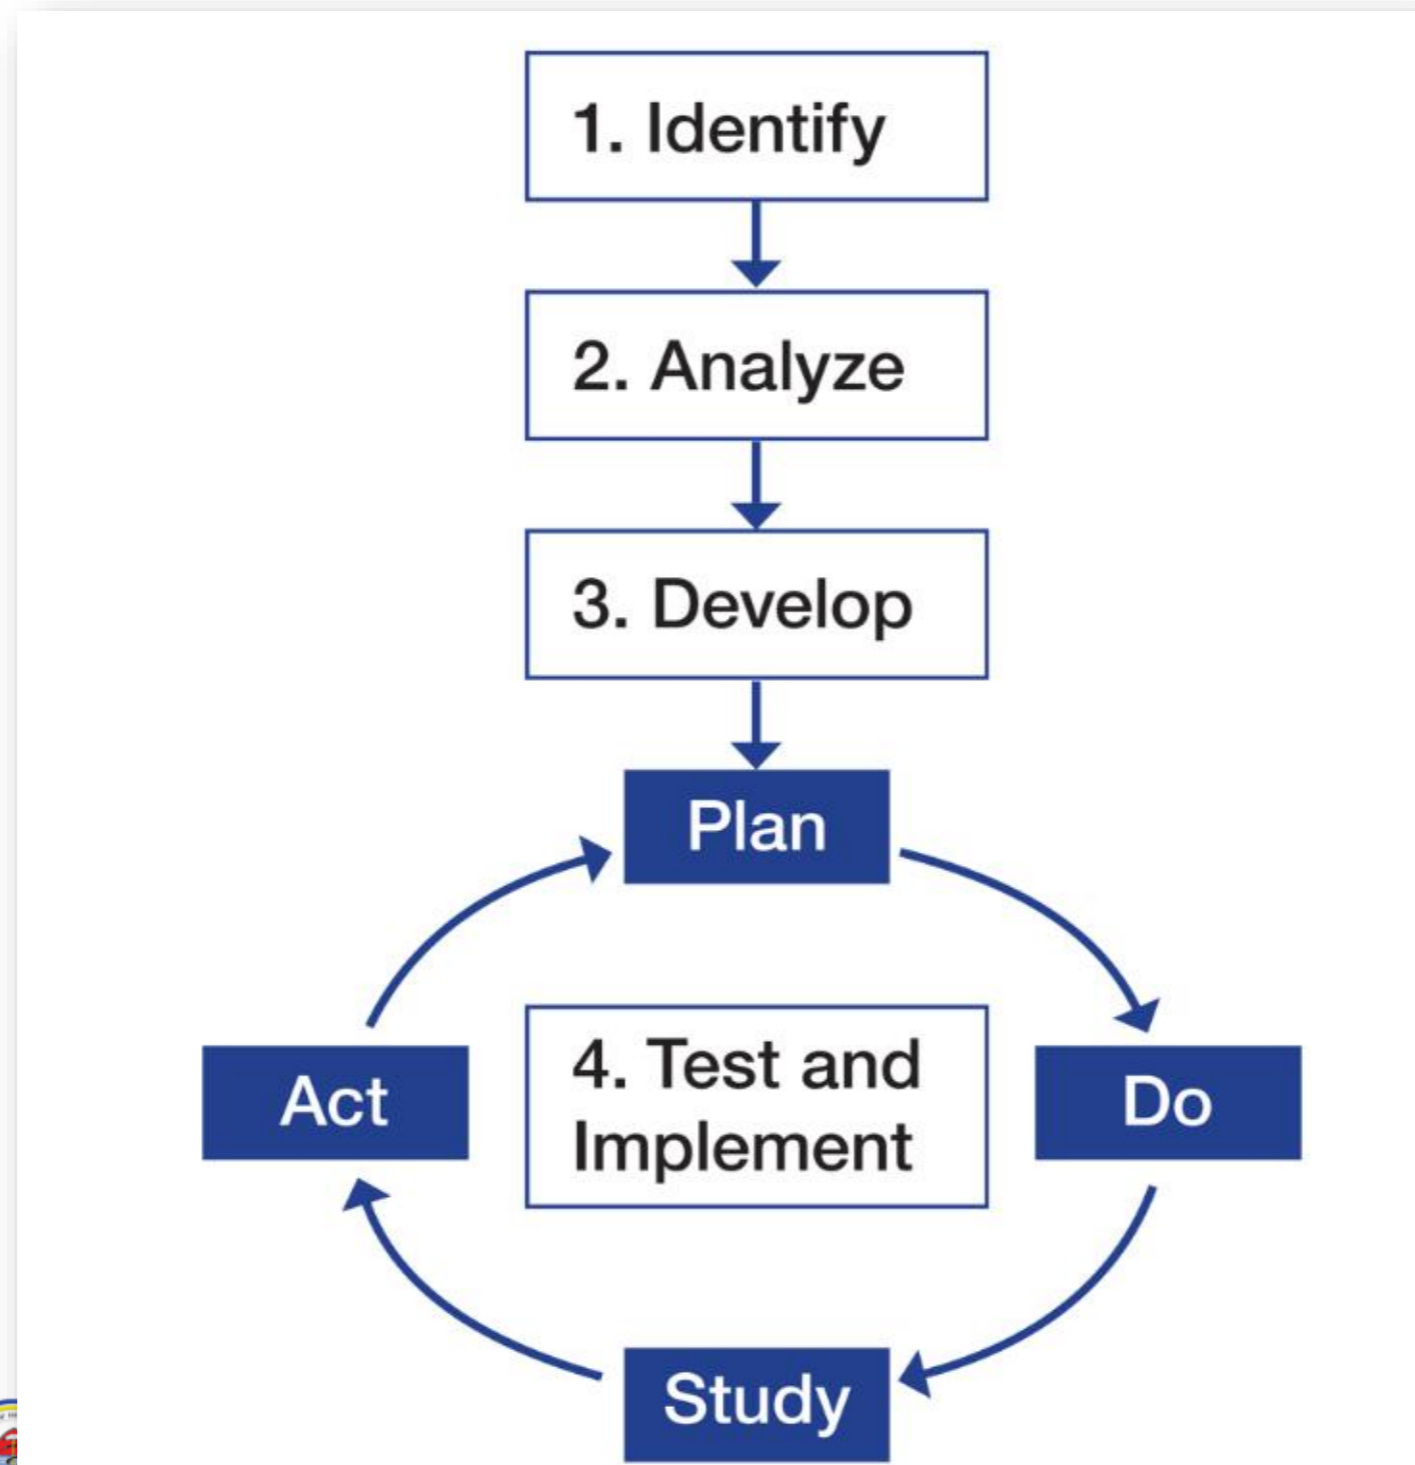 1. Identify
2. Analyze
3. Develop
Plan
Act
4. Test and
Implement
Do
Study